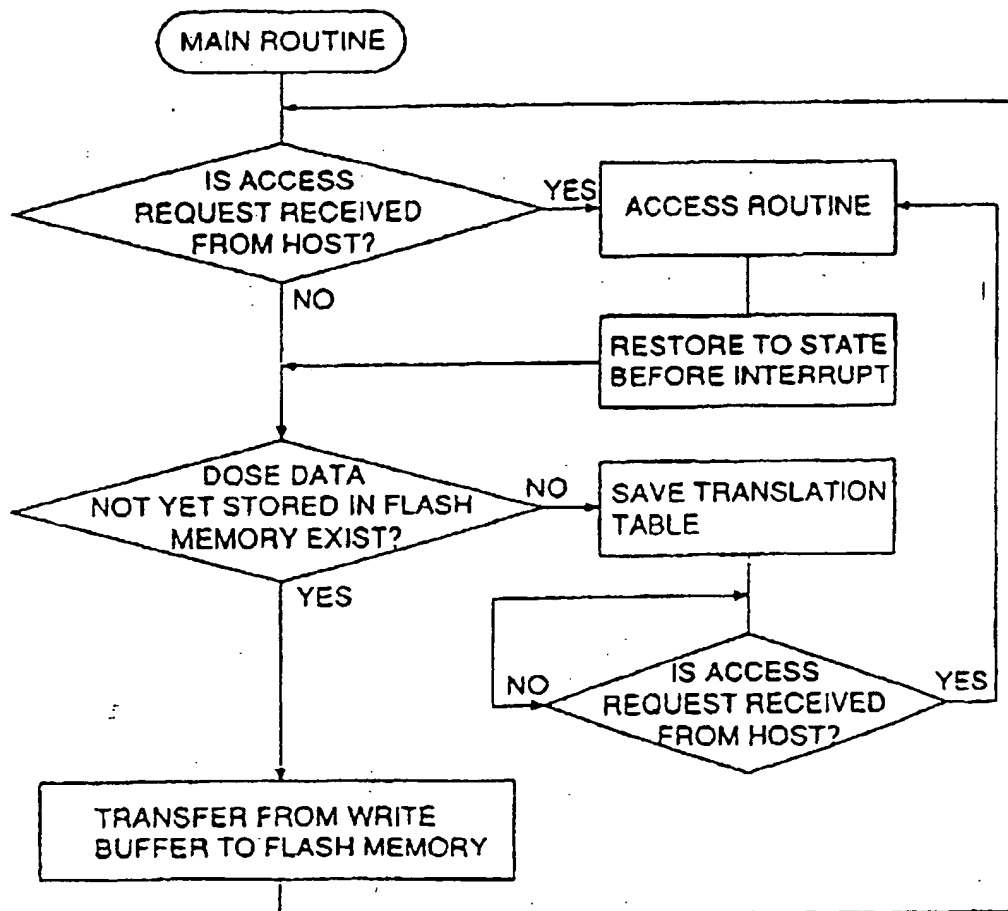 MAIN ROUTINE
IS ACCESS
REQUEST RECEIVED
FROM HOST?
YES
ACCESS ROUTINE
NO
RESTORE TO STATE
BEFORE INTERRUPT
DOSE DATA
NOT YET STORED IN FLASH
MEMORY EXIST?
NO
SAVE TRANSLATION
TABLE
YES
IS ACCESS
REQUEST RECEIVED
FROM HOST?
NO
YES
TRANSFER FROM WRITE
BUFFER TO FLASH MEMORY